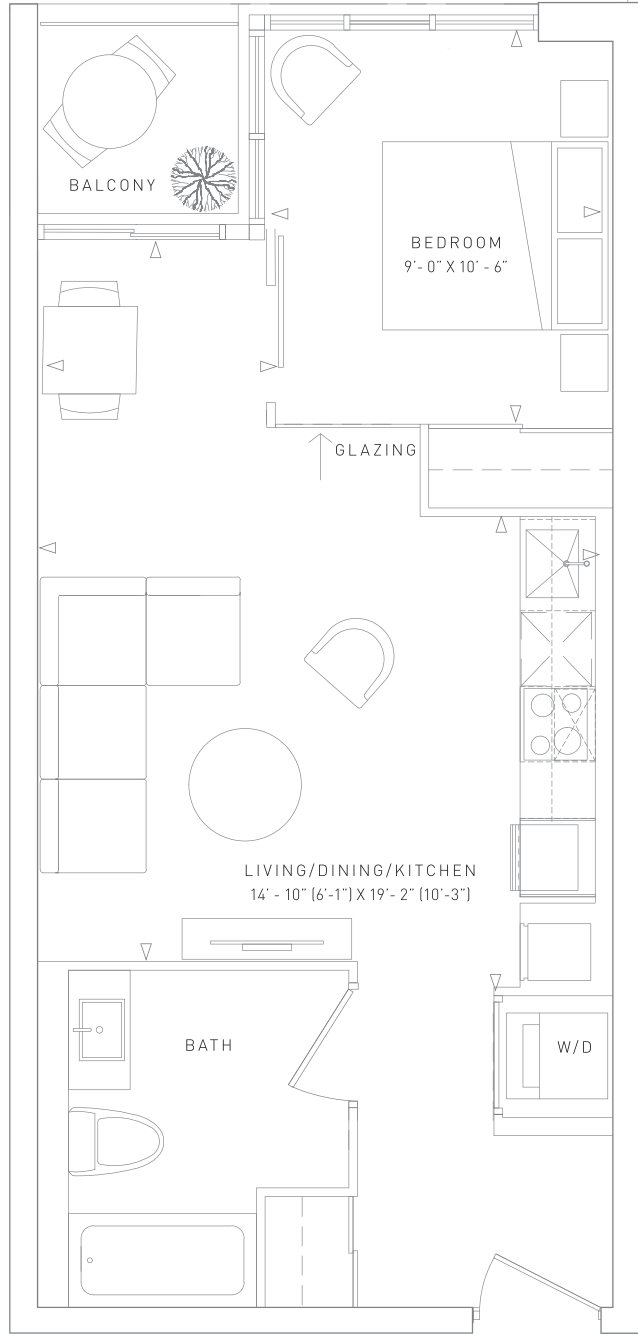 BALCONY
BEDROOM
9'- 0" X 10' - 6"
GLAZING
LIVING/DINING/KITCHEN
14' - 10" (6'-1") X 19'- 2" (10'-3")
BATH
W/D